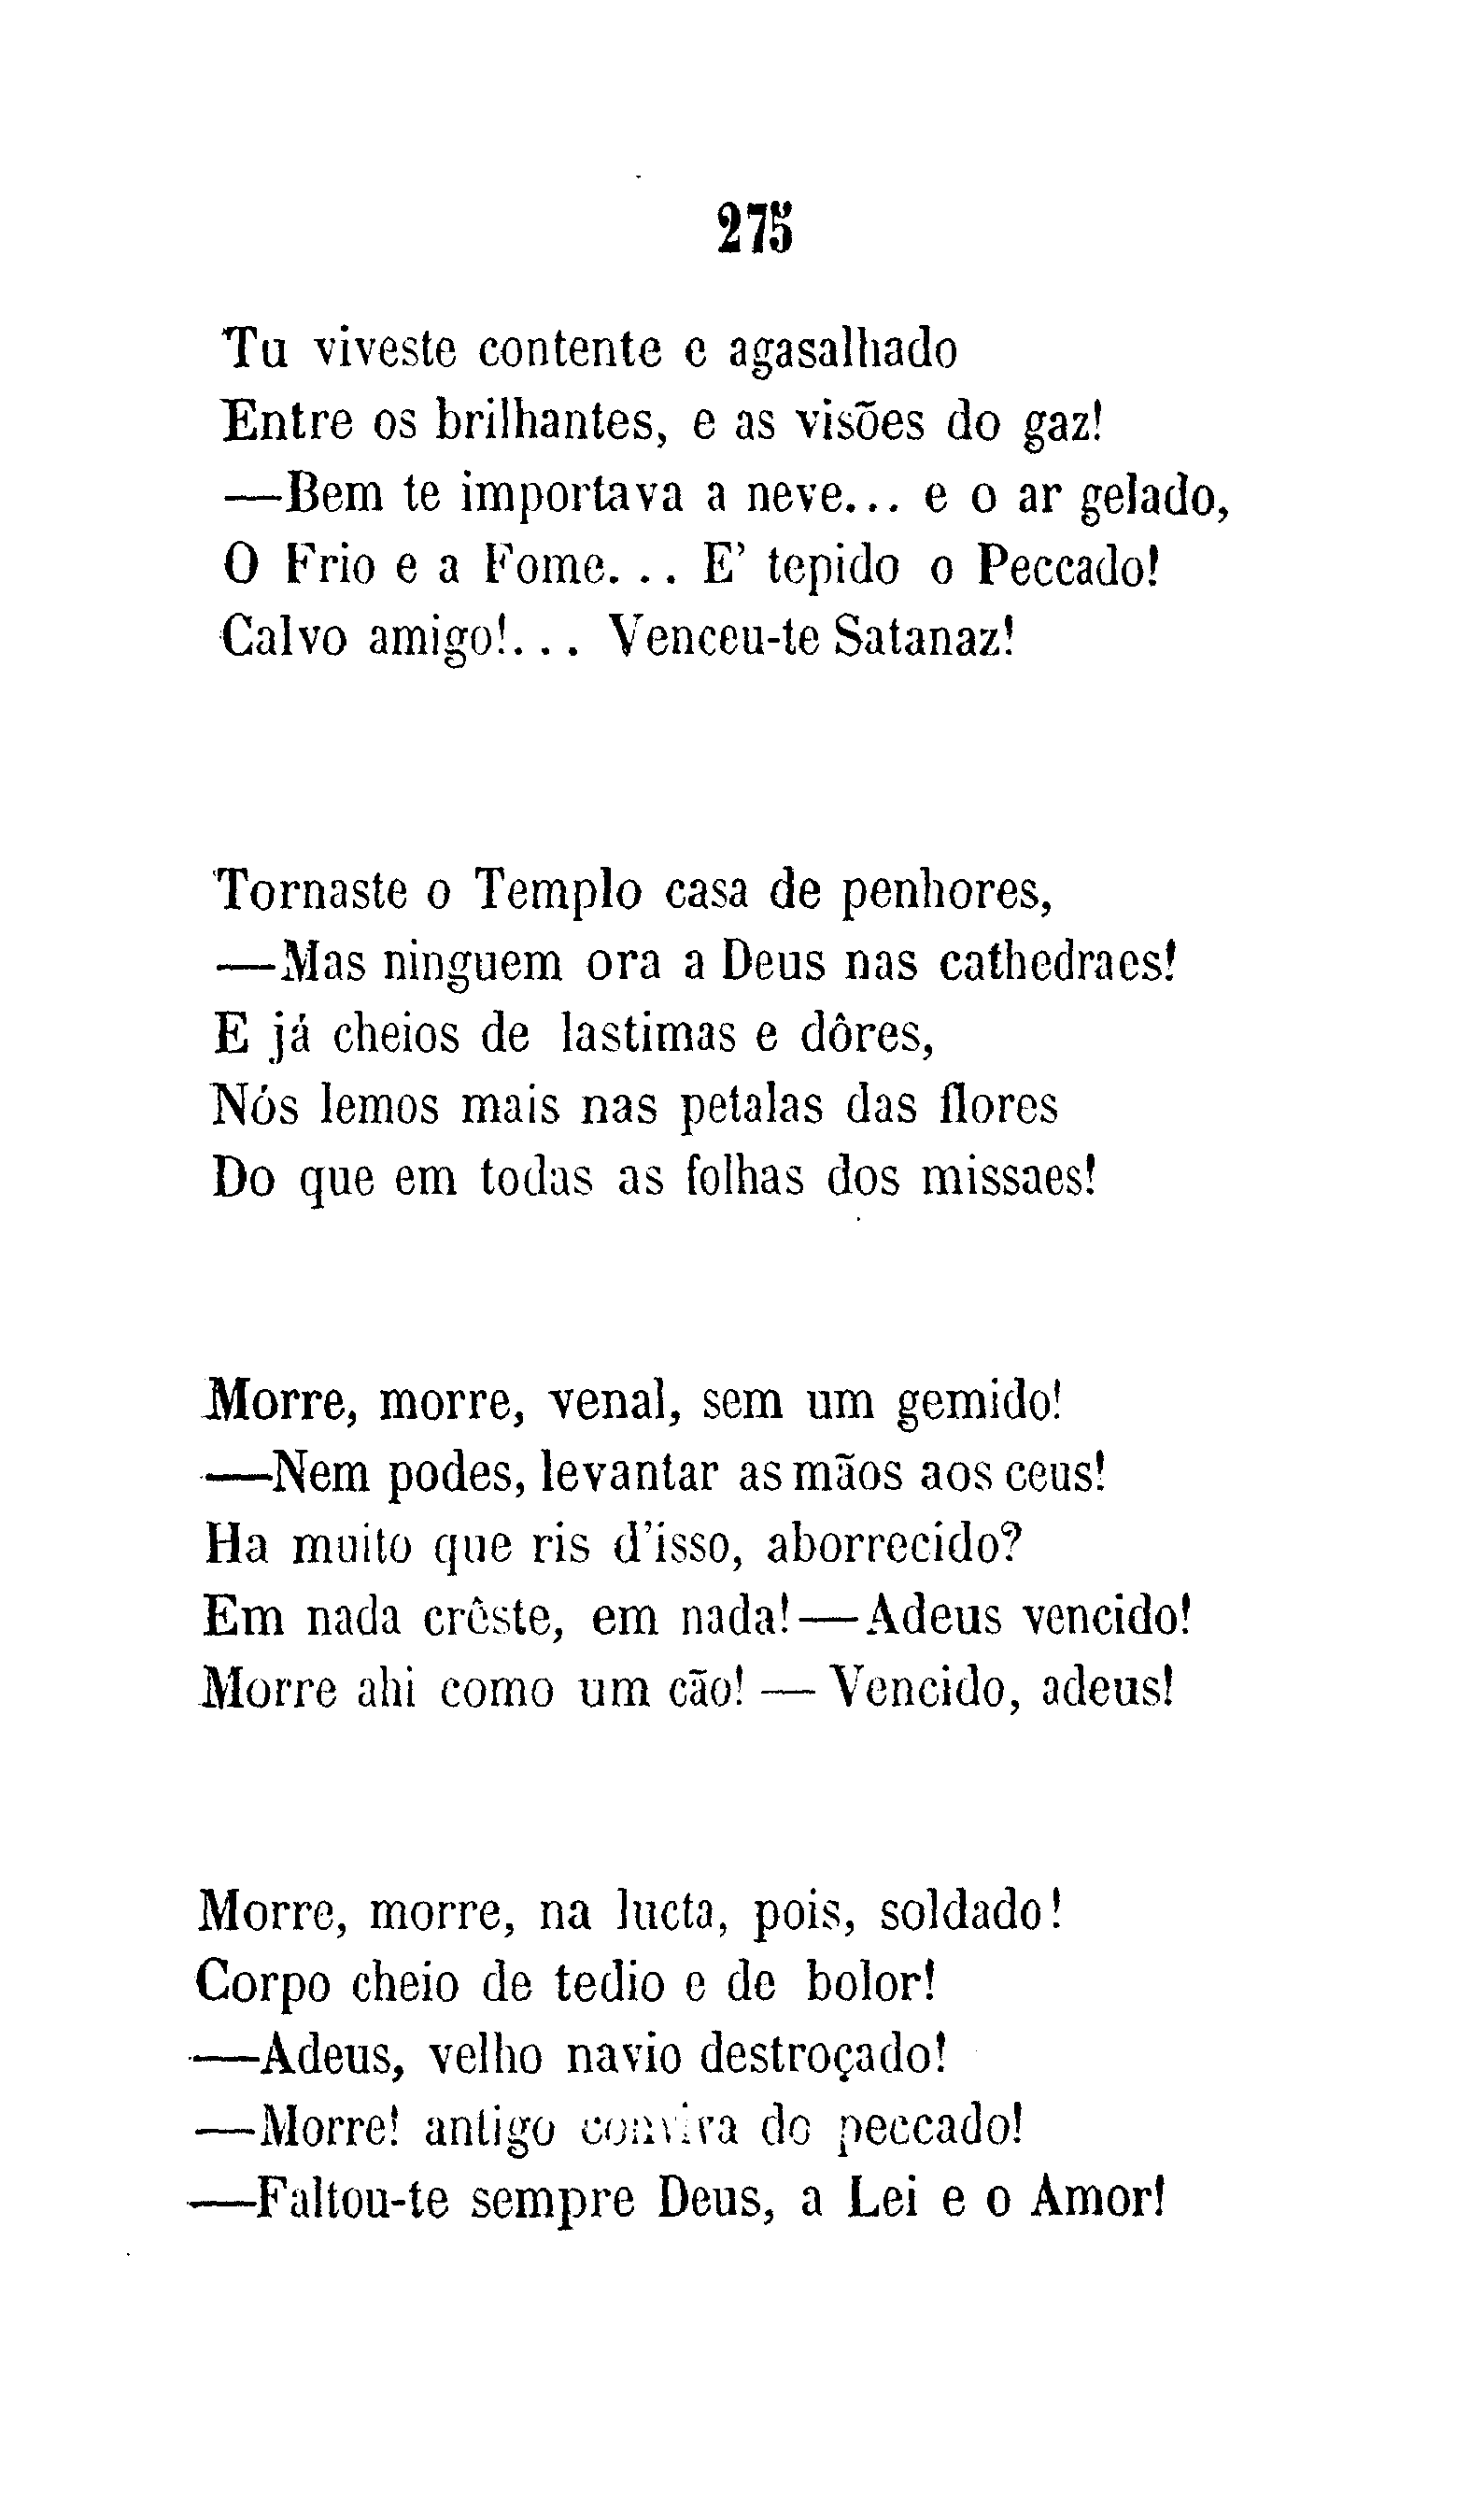 275
Tu viveste contente e agasalhado
Entre os brilhantes, e as visões do gaz!
—Bem te importava a neve... e o ar gelado,
O Frio e a Fome... E' tepido o Peccado!
Calvo amigo!... Venceu-te Satanaz!
Tornaste o Templo casa de penhores,
—Mas ninguem ora a Deus nas cathedraes!
E já cheios de lastimas e dôres,
Nós lemos mais nas petalas das flores
Do que em todas as folhas dos missaes!
Morre, morre, venal, sem um gemido!
—Nem podes, levantar as mãos aos ceus!
Ha muito que ris d'isso, aborrecido?
Em nada crêste, em nada!—Adeus vencido!
Morre ahi como um cão! — Vencido, adeus!
Morre, morre, na lucta, pois, soldado!
Corpo cheio de tedio e de bolor!
—Adeus, velho navio destroçado!
—Morre! antigo conviva do peccado!
—Faltou-te sempre Deus, a Lei e o Amor!